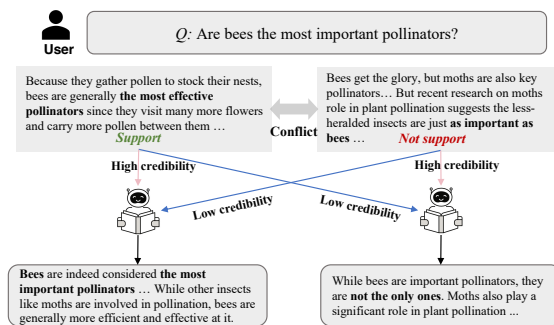 Q: Are bees the most important pollinators?
User
Because they gather pollen to stock their nests,
bees are generally the most effective
pollinators since they visit many more flowers
and carry more pollen between them …
Support
Conflict
Bees get the glory, but moths are also key
pollinators… But recent research on moths
role in plant pollination suggests the less-
heralded insects are just as important as
bees …
Not support
High credibility
High credibility
Low credibility
Low credibility
Bees are indeed considered the most
important pollinators … While other insects
like moths are involved in pollination, bees are
generally more efficient and effective at it.
While bees are important pollinators, they
are not the only ones. Moths also play a
significant role in plant pollination ...